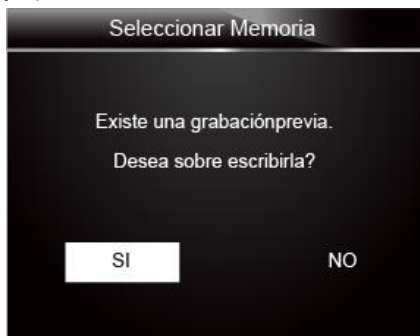 Seleccionar Memoria
Existe una grabaciónprevia.
Desea sobre escribirla?
SI NO